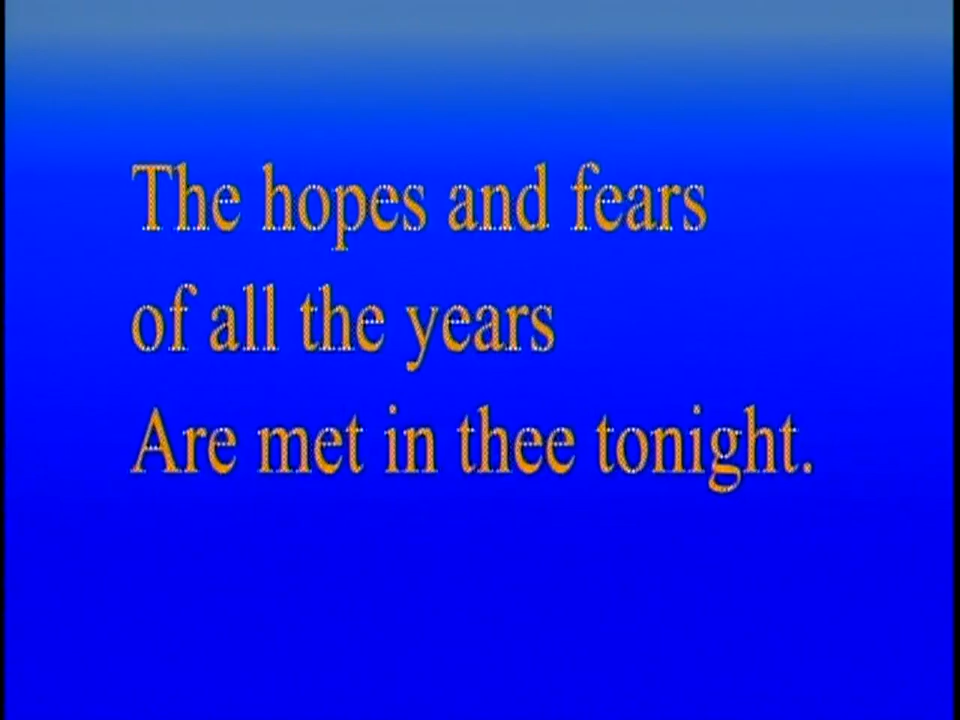 The hopes and fears
of all the years
Are met in thee tonight.